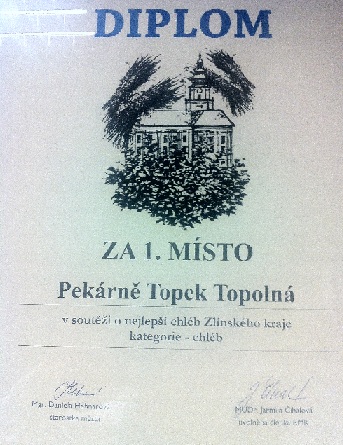 DIPLOM
ZA 1. MÍSTO
Pekárně Topek Topolná
v soutěži o nejlepší chléb Zlínského kraje
kategorie - chléb